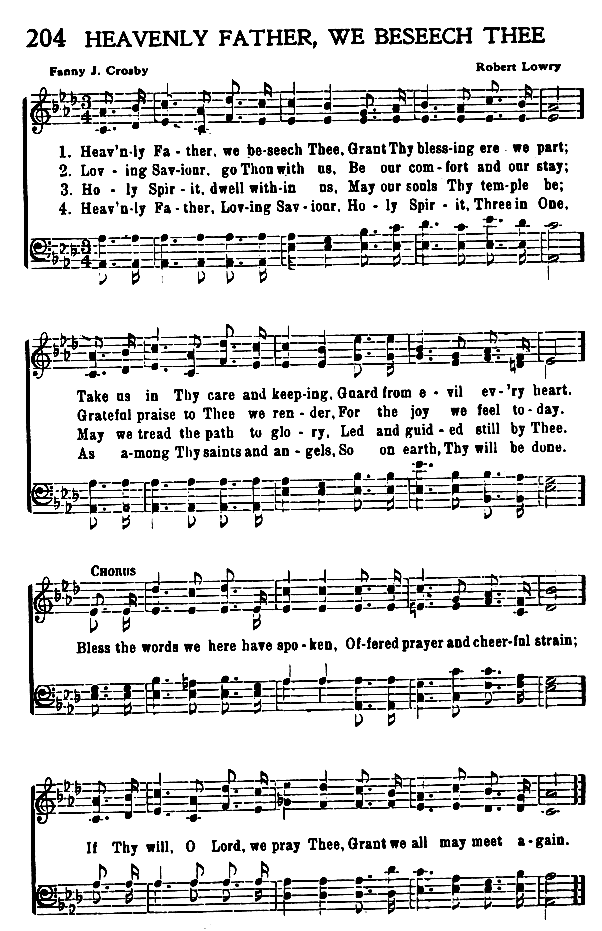 204 HEAVENLY FATHER, WE BESEECH THEE
Fanny J. Crosby Robert Lowry
1. Heav'n-ly Fa - ther, we be-seech Thee, Grant Thy bless-ing ere we part;
2. Lov - ing Sav-iour, go Thou with us, Be our com-fort and our stay;
3. Ho - ly Spir - it, dwell with-in us, May our souls Thy tem-ple be;
4. Heav'n-ly Fa - ther, Lov-ing Sav-iour, Ho - ly Spir - it, Three in One,
Take us in Thy care and keep-ing, Guard from e - vil ev-'ry heart.
Grateful praise to Thee we ren - der, For the joy we feel to-day.
May we tread the path to glo - ry, Led and guid-ed still by Thee.
As a-mong Thy saints and an-gels, So on earth, Thy will be done.
CHORUS
Bless the words we here have spo-ken, Of-fered prayer and cheer-ful strain;
If Thy will, O Lord, we pray Thee, Grant we all may meet a-gain.